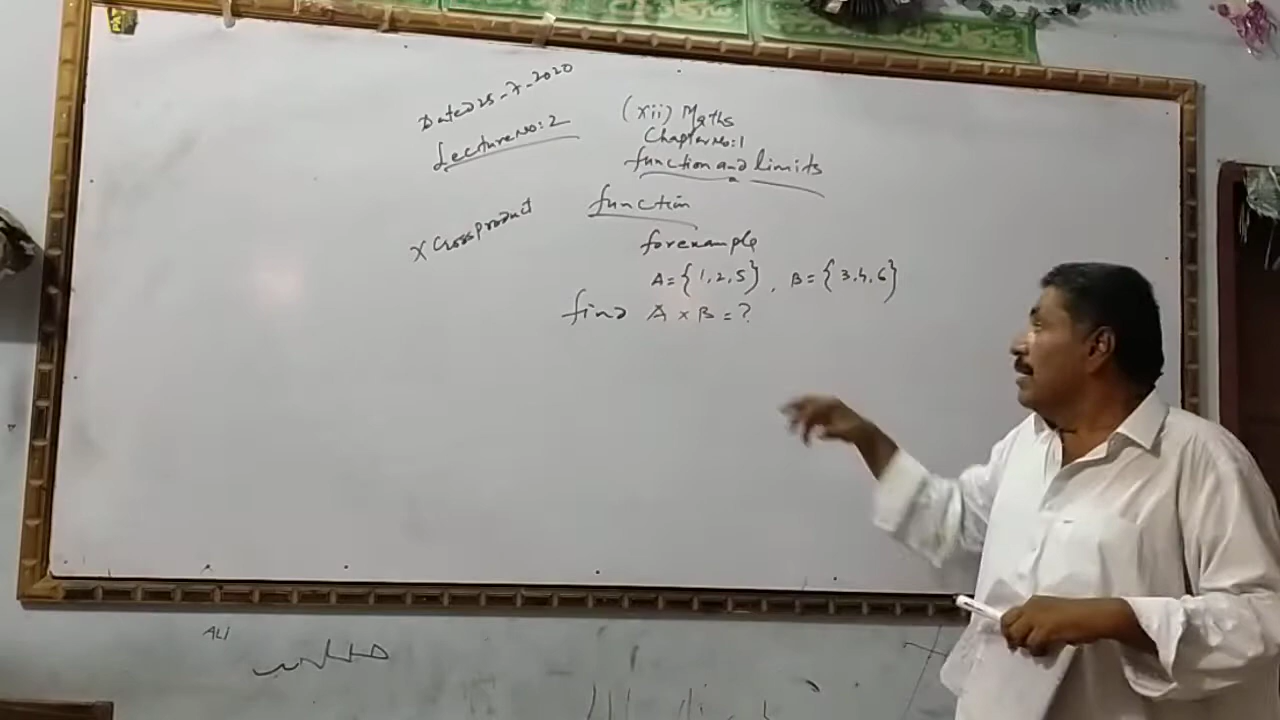 Dated 25-7-2020
Lecture No: 2
(xii) Maths
Chapter No: 1
function and limits
X Cross Product
function
for example
A = {1, 2, 5}, B = {3, 4, 6}
find A × B = ?
ALI